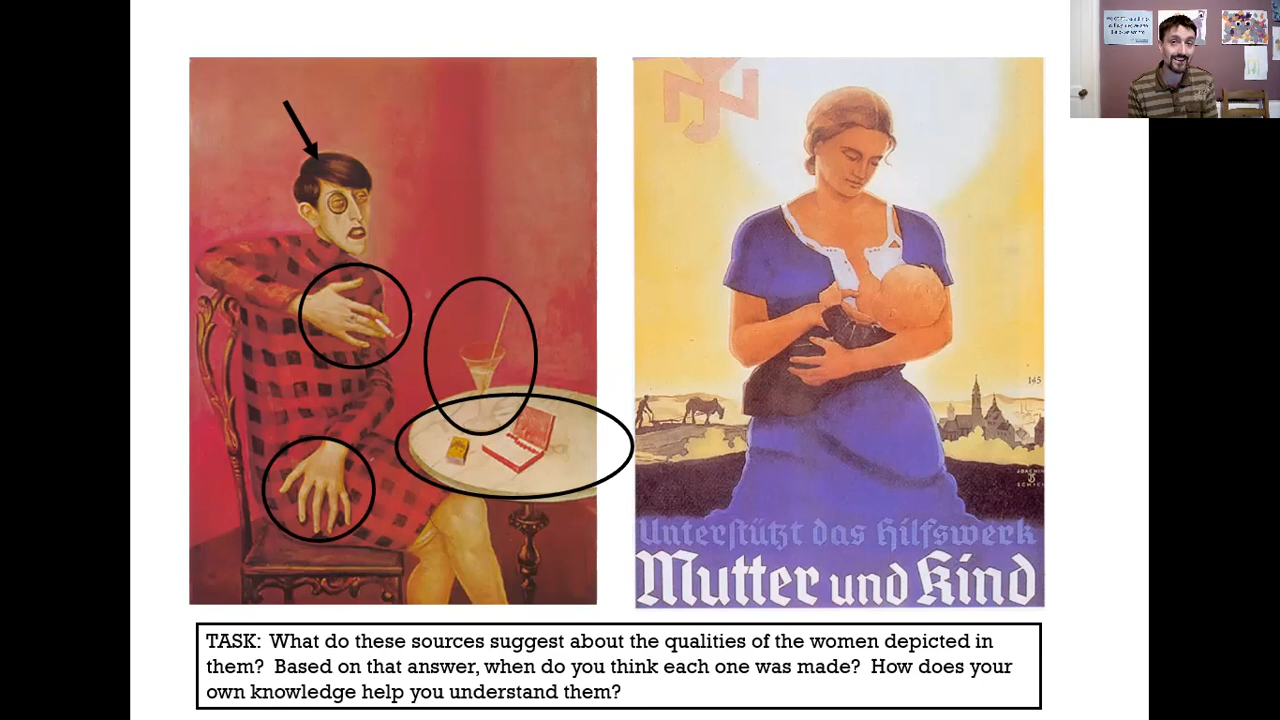 145
JOACHIM
Unterstützt das Hilfswerk
Mutter und Kind
TASK: What do these sources suggest about the qualities of the women depicted in
them? Based on that answer, when do you think each one was made? How does your
own knowledge help you understand them?